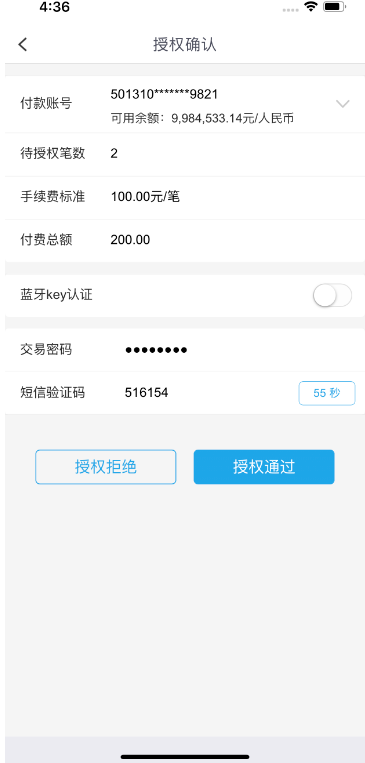 4:36
授权确认
付款账号
501310*******9821
可用余额：9,984,533.14元/人民币
待授权笔数 2
手续费标准 100.00元/笔
付费总额 200.00
蓝牙key认证
交易密码 ●●●●●●●●
短信验证码 516154 55 秒
授权拒绝 授权通过